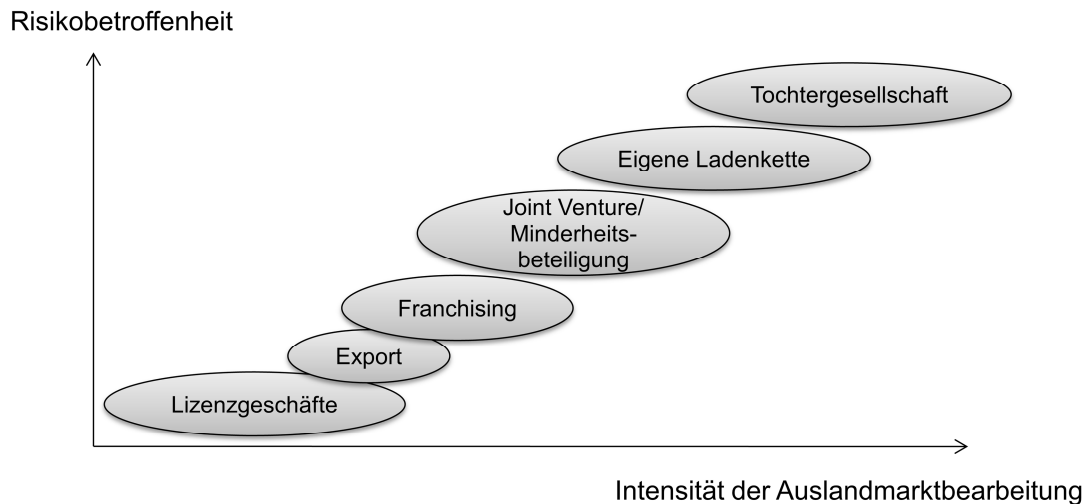 Risikobetroffenheit
Tochtergesellschaft
Eigene Ladenkette
Joint Venture/
Minderheits-
beteiligung
Franchising
Export
Lizenzgeschäfte
Intensität der Auslandmarktbearbeitung